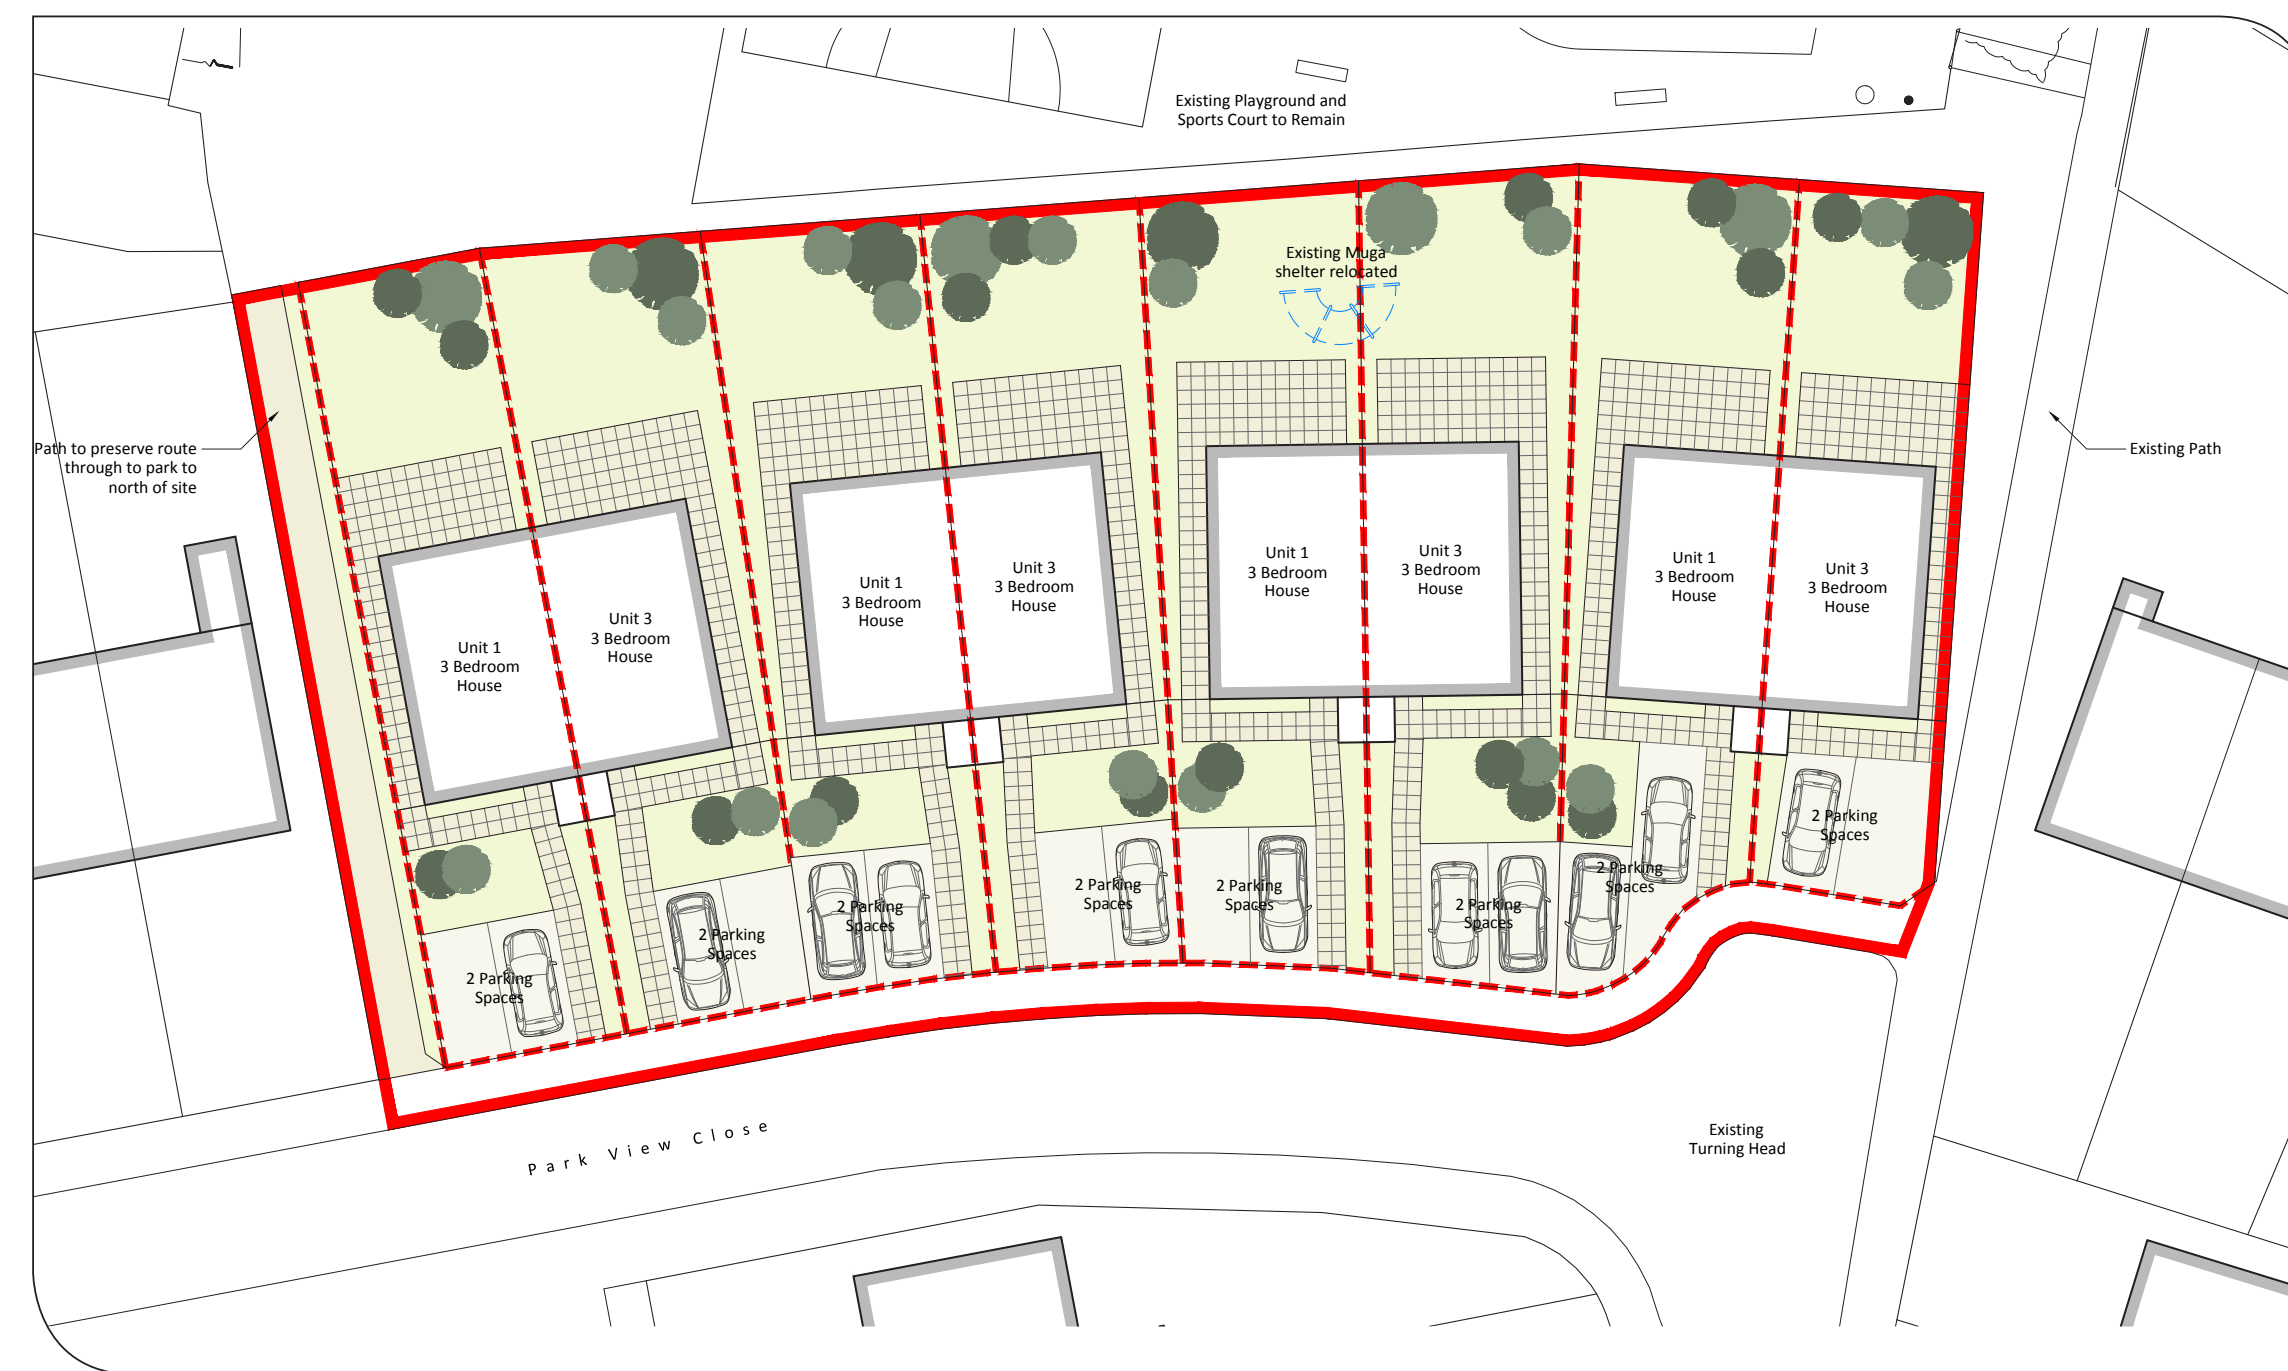 Existing Playground and
Sports Court to Remain
Existing Muga
shelter relocated
Path to preserve route
through to park to
north of site
Existing Path
Unit 1
3 Bedroom
House
Unit 3
3 Bedroom
House
Unit 1
3 Bedroom
House
Unit 3
3 Bedroom
House
Unit 1
3 Bedroom
House
Unit 3
3 Bedroom
House
Unit 1
3 Bedroom
House
Unit 3
3 Bedroom
House
2 Parking
Spaces
2 Parking
Spaces
2 Parking
Spaces
2 Parking
Spaces
2 Parking
Spaces
2 Parking
Spaces
2 Parking
Spaces
2 Parking
Spaces
Park View Close
Existing
Turning Head